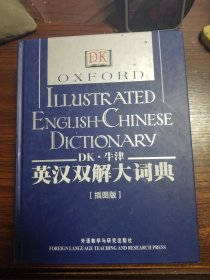 DK
OXFORD
ILLUSTRATED
ENGLISH-CHINESE
DICTIONARY
DK·牛津
英汉双解大词典
[插图版]
外语教学与研究出版社
FOREIGN LANGUAGE TEACHING AND RESEARCH PRESS